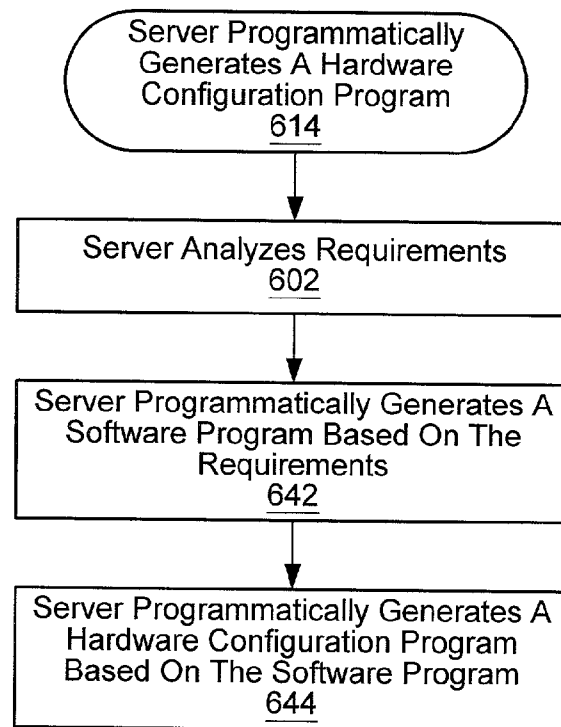 Server Programmatically
Generates A Hardware
Configuration Program
614
Server Analyzes Requirements
602
Server Programmatically Generates A
Software Program Based On The
Requirements
642
Server Programmatically Generates A
Hardware Configuration Program
Based On The Software Program
644